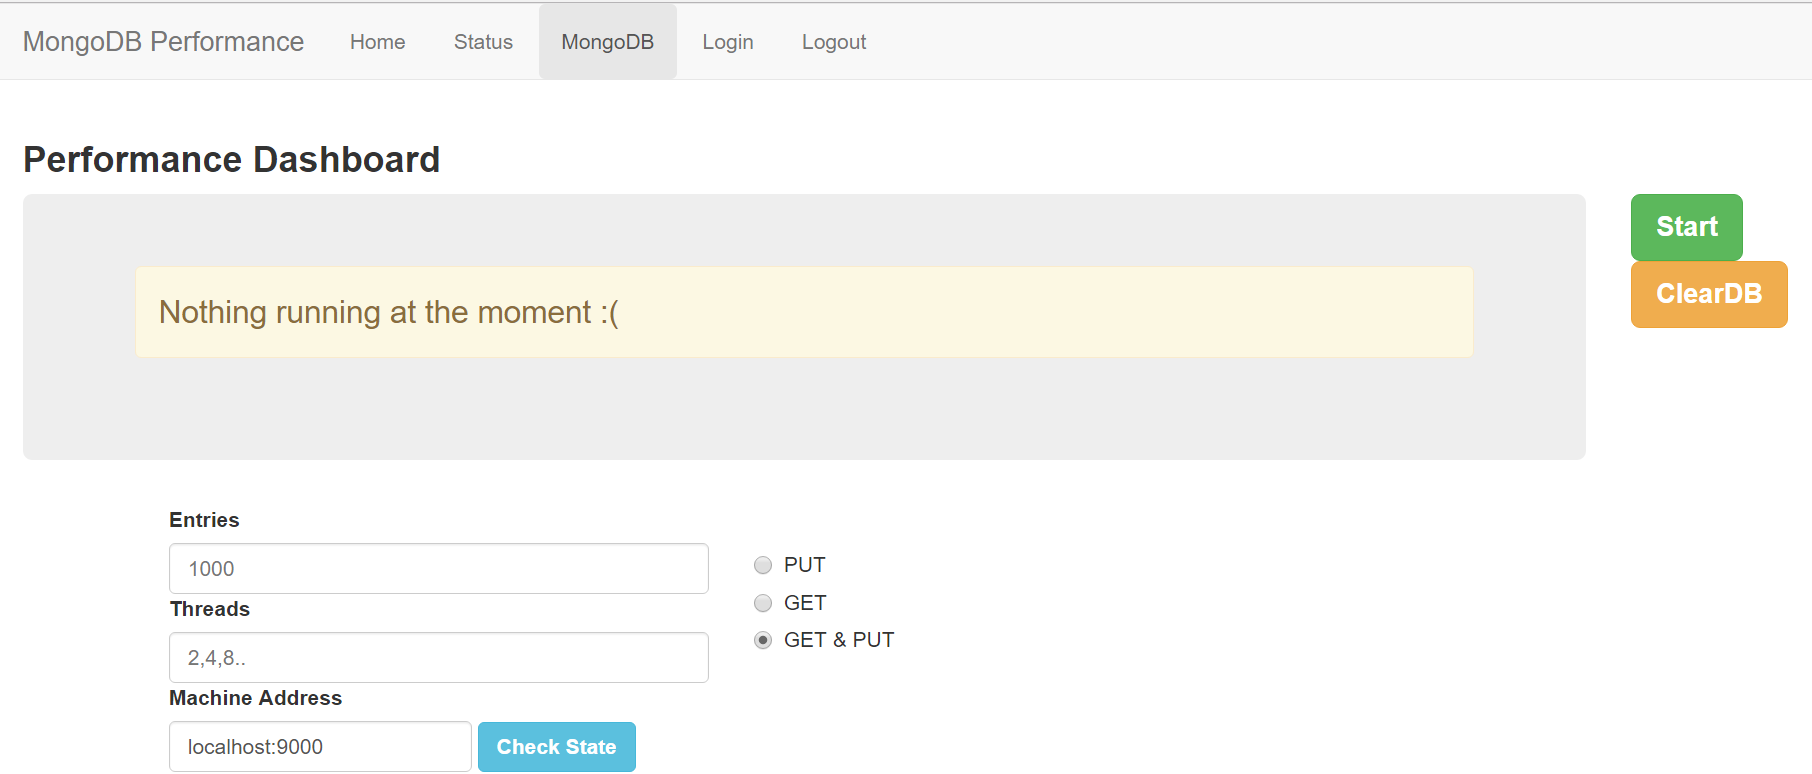 MongoDB Performance Home Status MongoDB Login Logout
Performance Dashboard
Start
Nothing running at the moment :(
ClearDB
Entries
1000
PUT
Threads
GET
2,4,8..
GET & PUT
Machine Address
localhost:9000 Check State